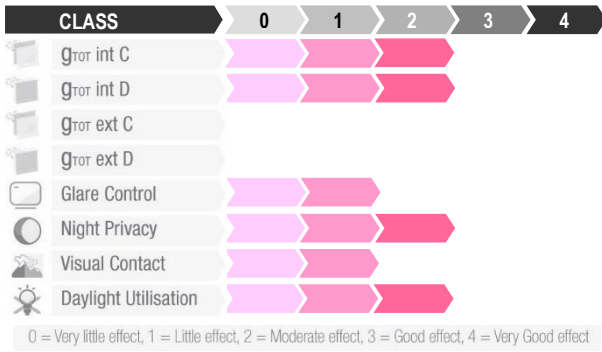 CLASS 0 1 2 3 4
gTOT int C
gTOT int D
gTOT ext C
gTOT ext D
Glare Control
Night Privacy
Visual Contact
Daylight Utilisation
0 = Very little effect, 1 = Little effect, 2 = Moderate effect, 3 = Good effect, 4 = Very Good effect